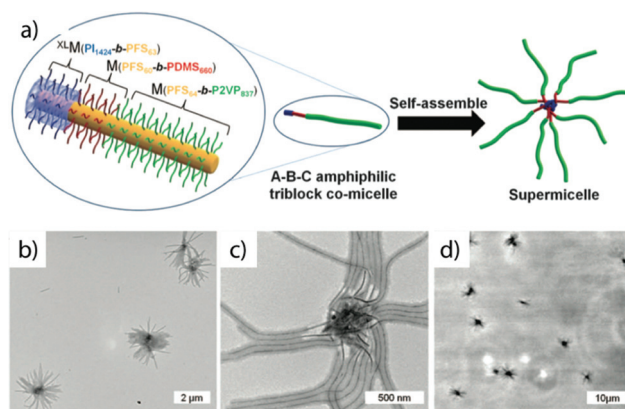 a)
XLM(PI1424-b-PFS63)
M(PFS60-b-PDMS660)
M(PFS54-b-P2VP837)
Self-assemble
A-B-C amphiphilic
triblock co-micelle
Supermicelle
b)
2 µm
c)
500 nm
d)
10µm